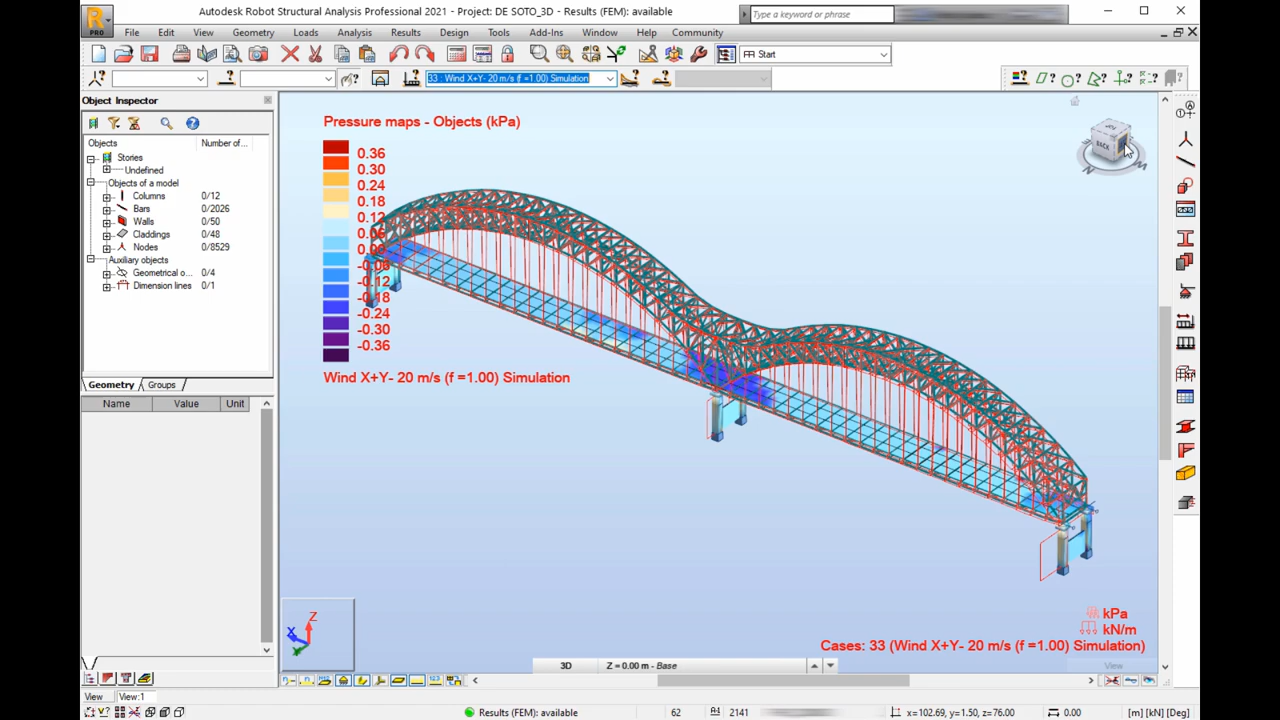 Autodesk Robot Structural Analysis Professional 2021 - Project: DE SOTO_3D - Results (FEM): available
Type a keyword or phrase
PRO
File Edit View Geometry Loads Analysis Results Design Tools Add-Ins Window Help Community
Start
33 : Wind X+Y- 20 m/s (f =1.00) Simulation
Object Inspector
Objects Number of...
Stories
Undefined
Objects of a model
Columns 0/12
Bars 0/2026
Walls 0/50
Claddings 0/48
Nodes 0/8529
Auxiliary objects
Geometrical o... 0/4
Dimension lines 0/1
Geometry Groups
Name Value Unit
Pressure maps - Objects (kPa)
0.36
0.30
0.24
0.18
0.12
0.06
0.00
-0.06
-0.12
-0.18
-0.24
-0.30
-0.36
Wind X+Y- 20 m/s (f =1.00) Simulation
BACK
Z
X
Y
kPa
kN/m
Cases: 33 (Wind X+Y- 20 m/s (f =1.00) Simulation)
3D Z = 0.00 m - Base
View
View View:1
Results (FEM): available 62 2141 x=102.69, y=1.50, z=76.00 0.00 [m] [kN] [Deg]